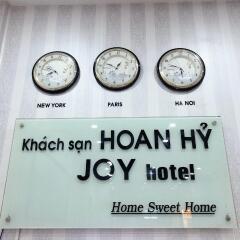 NEW YORK PARIS HA NOI
Khách sạn HOAN HỶ
JOY hotel
Home Sweet Home